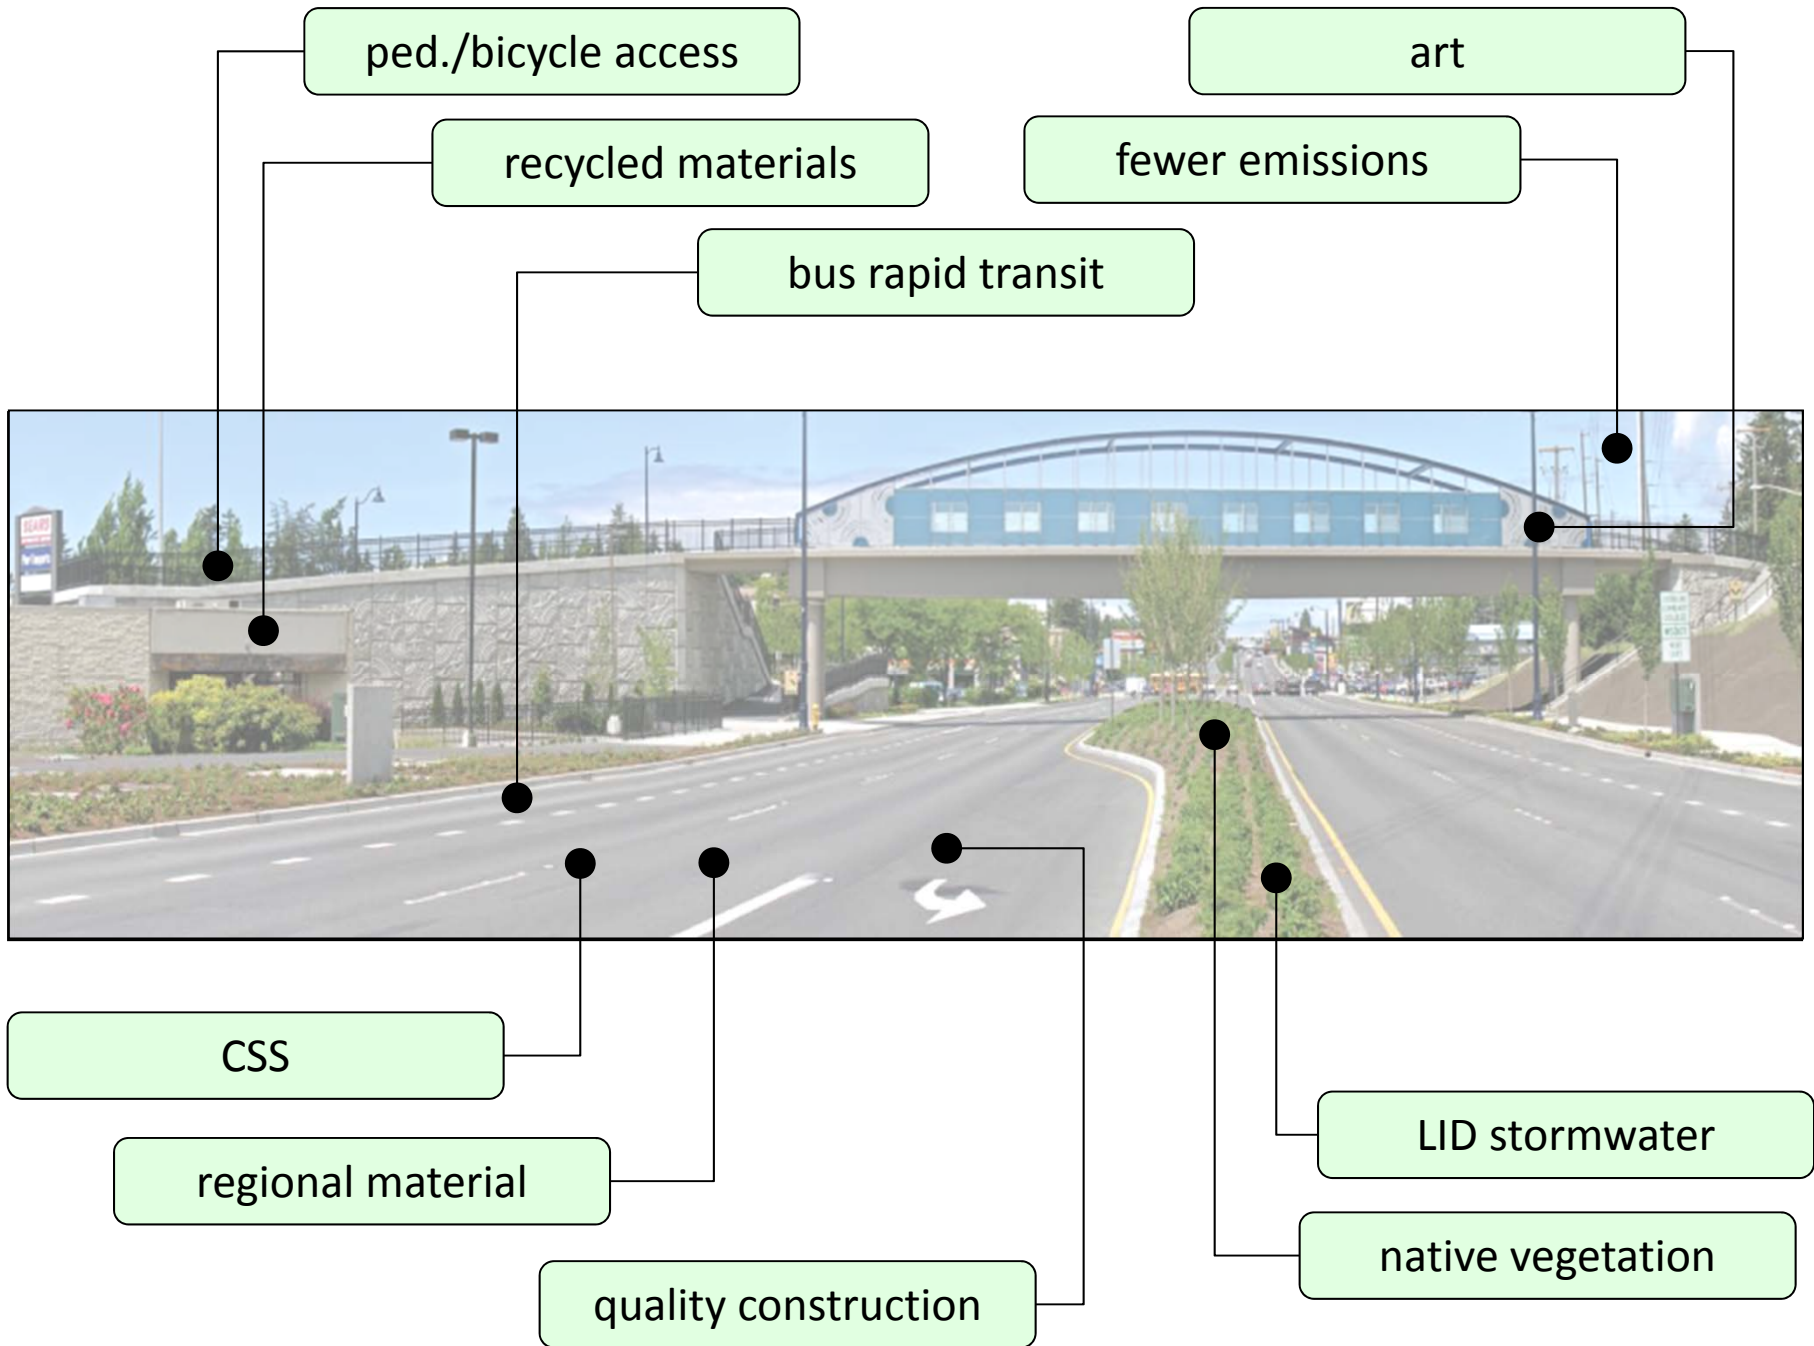 ped./bicycle access
art
recycled materials
fewer emissions
bus rapid transit
SEARS
CSS
LID stormwater
regional material
native vegetation
quality construction